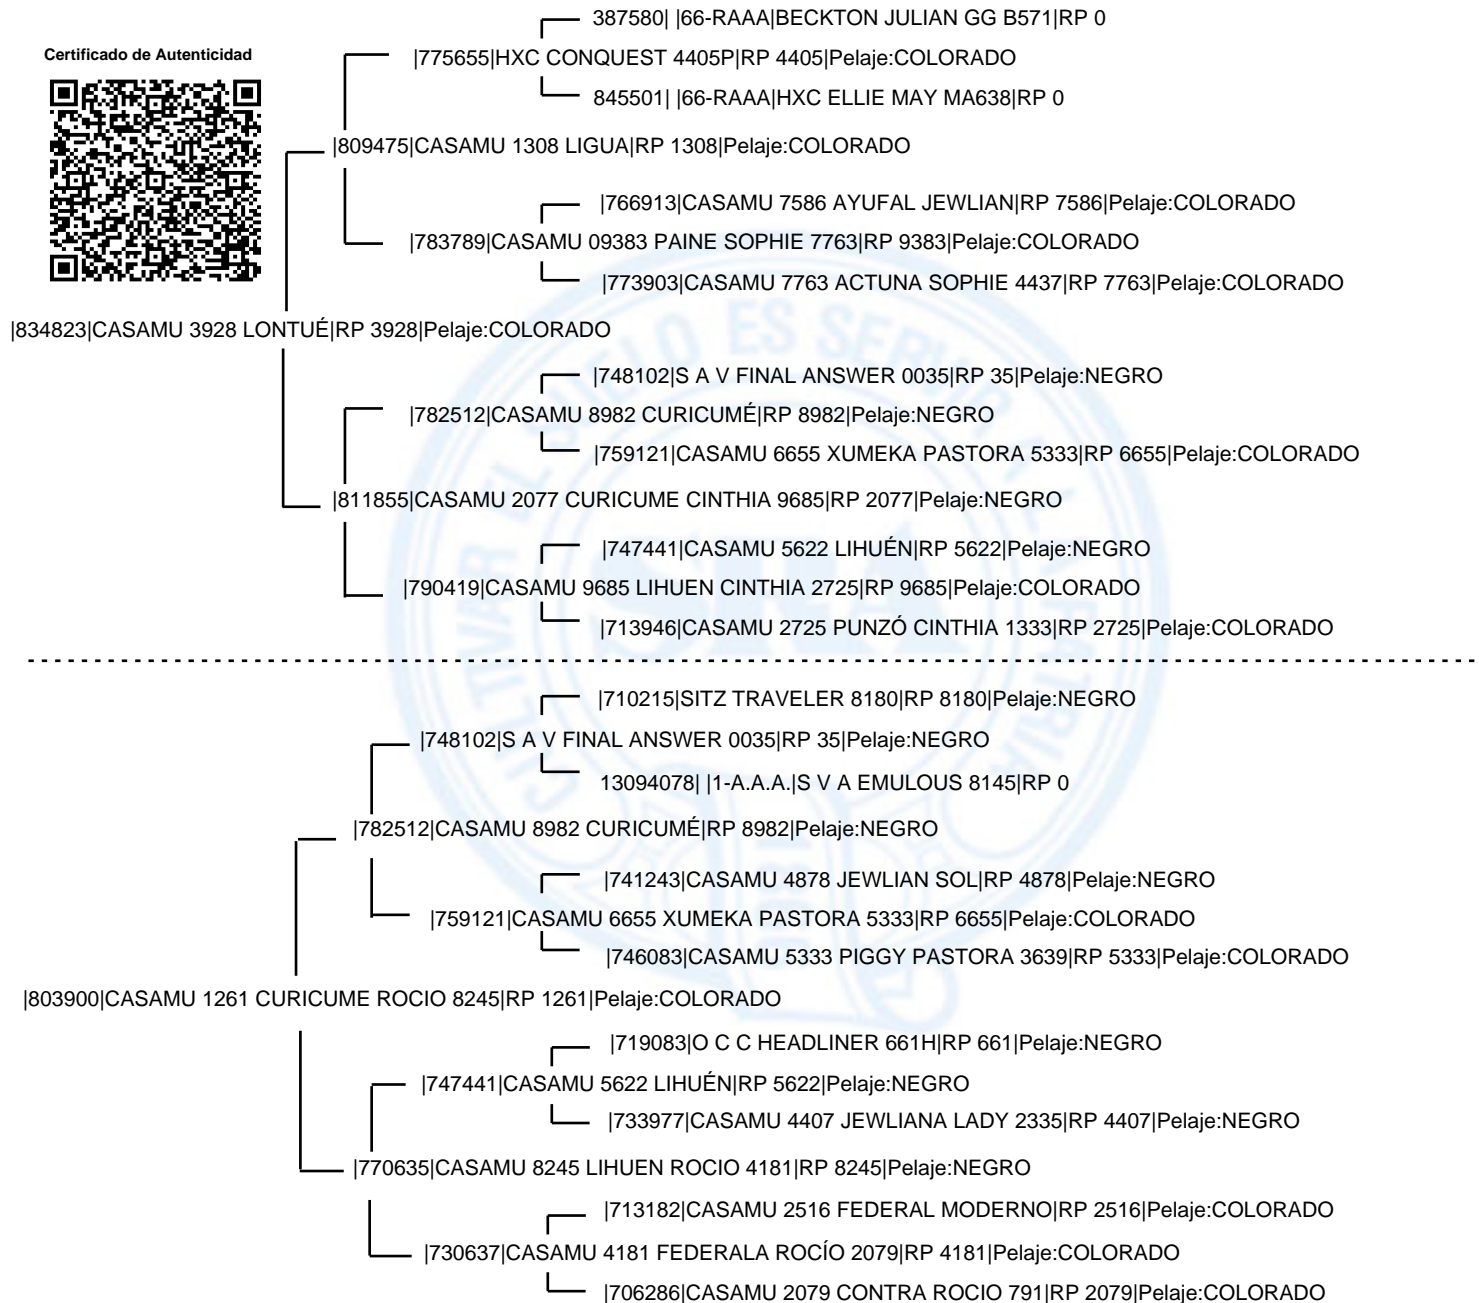 387580| |66-RAAA|BECKTON JULIAN GG B571|RP 0
Certificado de Autenticidad
|775655|HXC CONQUEST 4405P|RP 4405|Pelaje:COLORADO
845501| |66-RAAA|HXC ELLIE MAY MA638|RP 0
|809475|CASAMU 1308 LIGUA|RP 1308|Pelaje:COLORADO
|766913|CASAMU 7586 AYUFAL JEWLIAN|RP 7586|Pelaje:COLORADO
|783789|CASAMU 09383 PAINE SOPHIE 7763|RP 9383|Pelaje:COLORADO
|773903|CASAMU 7763 ACTUNA SOPHIE 4437|RP 7763|Pelaje:COLORADO
|834823|CASAMU 3928 LONTUÉ|RP 3928|Pelaje:COLORADO
|748102|S A V FINAL ANSWER 0035|RP 35|Pelaje:NEGRO
|782512|CASAMU 8982 CURICUMÉ|RP 8982|Pelaje:NEGRO
|759121|CASAMU 6655 XUMEKA PASTORA 5333|RP 6655|Pelaje:COLORADO
|811855|CASAMU 2077 CURICUME CINTHIA 9685|RP 2077|Pelaje:NEGRO
|747441|CASAMU 5622 LIHUÉN|RP 5622|Pelaje:NEGRO
|790419|CASAMU 9685 LIHUEN CINTHIA 2725|RP 9685|Pelaje:COLORADO
|713946|CASAMU 2725 PUNZÓ CINTHIA 1333|RP 2725|Pelaje:COLORADO
|710215|SITZ TRAVELER 8180|RP 8180|Pelaje:NEGRO
|748102|S A V FINAL ANSWER 0035|RP 35|Pelaje:NEGRO
13094078| |1-A.A.A.|S V A EMULOUS 8145|RP 0
|782512|CASAMU 8982 CURICUMÉ|RP 8982|Pelaje:NEGRO
|741243|CASAMU 4878 JEWLIAN SOL|RP 4878|Pelaje:NEGRO
|759121|CASAMU 6655 XUMEKA PASTORA 5333|RP 6655|Pelaje:COLORADO
|746083|CASAMU 5333 PIGGY PASTORA 3639|RP 5333|Pelaje:COLORADO
|803900|CASAMU 1261 CURICUME ROCIO 8245|RP 1261|Pelaje:COLORADO
|719083|O C C HEADLINER 661H|RP 661|Pelaje:NEGRO
|747441|CASAMU 5622 LIHUÉN|RP 5622|Pelaje:NEGRO
|733977|CASAMU 4407 JEWLIANA LADY 2335|RP 4407|Pelaje:NEGRO
|770635|CASAMU 8245 LIHUEN ROCIO 4181|RP 8245|Pelaje:NEGRO
|713182|CASAMU 2516 FEDERAL MODERNO|RP 2516|Pelaje:COLORADO
|730637|CASAMU 4181 FEDERALA ROCÍO 2079|RP 4181|Pelaje:COLORADO
|706286|CASAMU 2079 CONTRA ROCIO 791|RP 2079|Pelaje:COLORADO
CULTIVAR EL SUELO ES SERVIR A LA PATRIA
SRA
1866